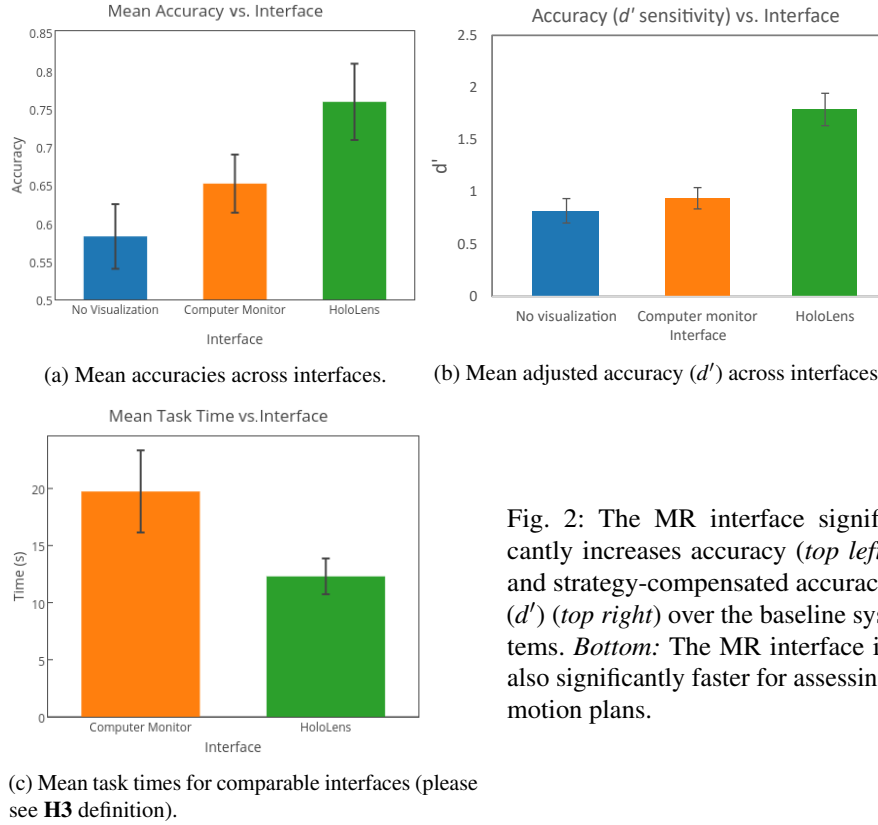 Mean Accuracy vs. Interface
0.85
0.8
0.75
0.7
0.65
0.6
0.55
0.5
Accuracy
No Visualization Computer Monitor HoloLens
Interface
(a) Mean accuracies across interfaces.
Accuracy (d′ sensitivity) vs. Interface
2.5
2
1.5
1
0.5
0
d'
No visualization Computer monitor HoloLens
Interface
(b) Mean adjusted accuracy (d′) across interfaces
Mean Task Time vs.Interface
20
15
10
5
0
Time (s)
Computer Monitor HoloLens
Interface
(c) Mean task times for comparable interfaces (please
see H3 definition).
Fig. 2: The MR interface signifi-
cantly increases accuracy (top left
and strategy-compensated accurac
(d′) (top right) over the baseline sys
tems. Bottom: The MR interface i
also significantly faster for assessin
motion plans.